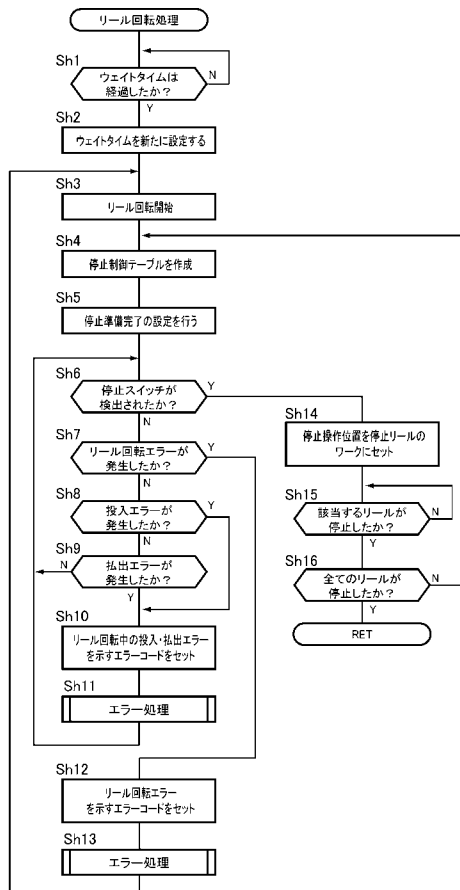 リール回転処理
Sh1
ウェイトタイムは
経過したか？
N
Y
Sh2
ウェイトタイムを新たに設定する
Sh3
リール回転開始
Sh4
停止制御テーブルを作成
Sh5
停止準備完了の設定を行う
Sh6
停止スイッチが
検出されたか？
Y
N
Sh7
リール回転エラーが
発生したか？
Y
N
Sh8
投入エラーが
発生したか？
Y
N
Sh9
払出エラーが
発生したか？
N
Y
Sh10
リール回転中の投入・払出エラー
を示すエラーコードをセット
Sh11
エラー処理
Sh12
リール回転エラー
を示すエラーコードをセット
Sh13
エラー処理
Sh14
停止操作位置を停止リールの
ワークにセット
Sh15
該当するリールが
停止したか？
N
Y
Sh16
全てのリールが
停止したか？
N
Y
RET